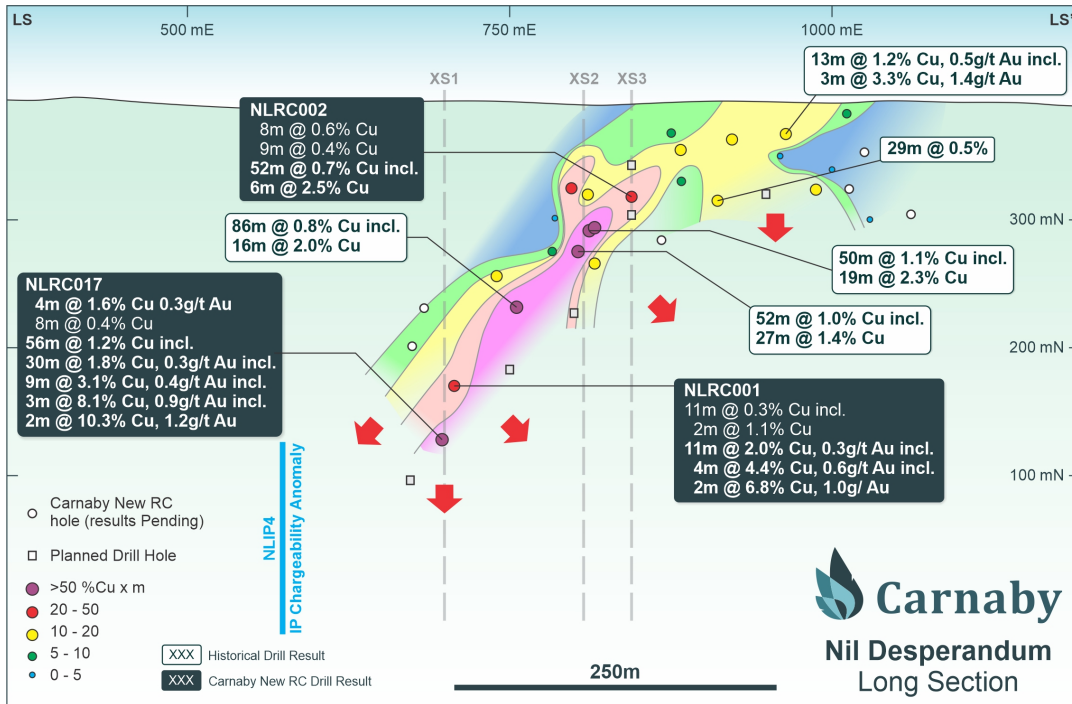 LS
LS'
500 mE
750 mE
1000 mE
XS1
XS2
XS3
13m @ 1.2% Cu, 0.5g/t Au incl.
3m @ 3.3% Cu, 1.4g/t Au
NLRC002
8m @ 0.6% Cu
9m @ 0.4% Cu
52m @ 0.7% Cu incl.
6m @ 2.5% Cu
29m @ 0.5%
300 mN
86m @ 0.8% Cu incl.
16m @ 2.0% Cu
50m @ 1.1% Cu incl.
19m @ 2.3% Cu
NLRC017
4m @ 1.6% Cu 0.3g/t Au
8m @ 0.4% Cu
56m @ 1.2% Cu incl.
30m @ 1.8% Cu, 0.3g/t Au incl.
9m @ 3.1% Cu, 0.4g/t Au incl.
3m @ 8.1% Cu, 0.9g/t Au incl.
2m @ 10.3% Cu, 1.2g/t Au
52m @ 1.0% Cu incl.
27m @ 1.4% Cu
200 mN
NLRC001
11m @ 0.3% Cu incl.
2m @ 1.1% Cu
11m @ 2.0% Cu, 0.3g/t Au incl.
4m @ 4.4% Cu, 0.6g/t Au incl.
2m @ 6.8% Cu, 1.0g/ Au
100 mN
NLIP4
IP Chargeability Anomaly
Carnaby New RC
hole (results Pending)
Planned Drill Hole
>50 %Cu x m
20 - 50
10 - 20
5 - 10
0 - 5
XXX Historical Drill Result
XXX Carnaby New RC Drill Result
250m
Carnaby
Nil Desperandum
Long Section